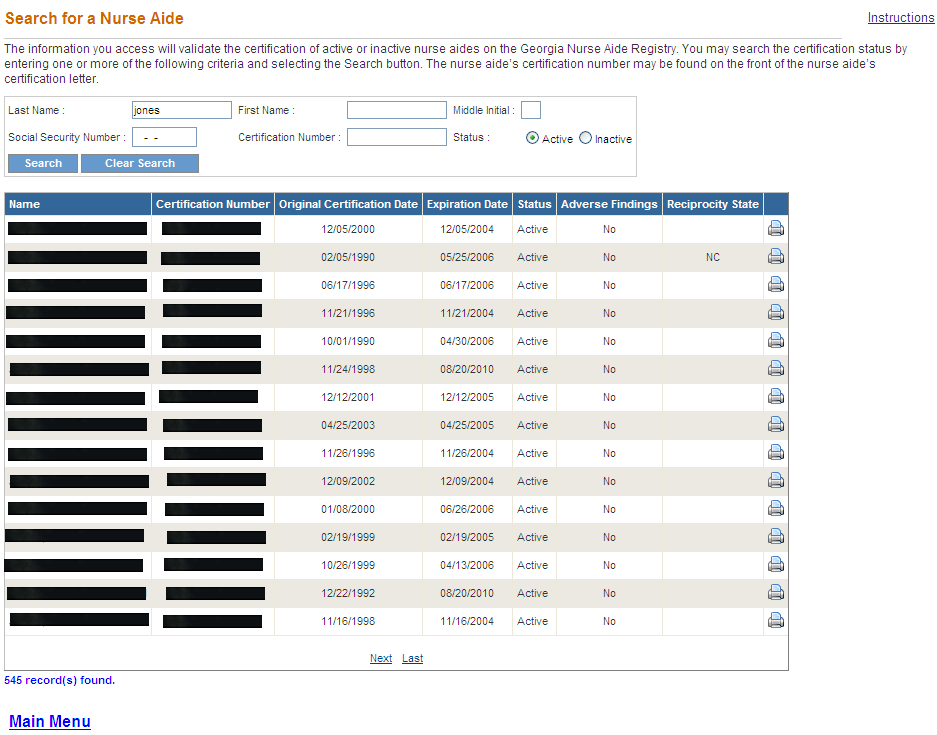 Search for a Nurse Aide
Instructions
The information you access will validate the certification of active or inactive nurse aides on the Georgia Nurse Aide Registry. You may search the certification status by
entering one or more of the following criteria and selecting the Search button. The nurse aide's certification number may be found on the front of the nurse aide's
certification letter.
Last Name : jones First Name : Middle Initial :
Social Security Number : - - Certification Number : Status : Active Inactive
Search Clear Search
Name Certification Number Original Certification Date Expiration Date Status Adverse Findings Reciprocity State
12/05/2000 12/05/2004 Active No
02/05/1990 05/25/2006 Active No NC
06/17/1996 06/17/2006 Active No
11/21/1996 11/21/2004 Active No
10/01/1990 04/30/2006 Active No
11/24/1998 08/20/2010 Active No
12/12/2001 12/12/2005 Active No
04/25/2003 04/25/2005 Active No
11/26/1996 11/26/2004 Active No
12/09/2002 12/09/2004 Active No
01/08/2000 06/26/2006 Active No
02/19/1999 02/19/2005 Active No
10/26/1999 04/13/2006 Active No
12/22/1992 08/20/2010 Active No
11/16/1998 11/16/2004 Active No
Next Last
545 record(s) found.
Main Menu